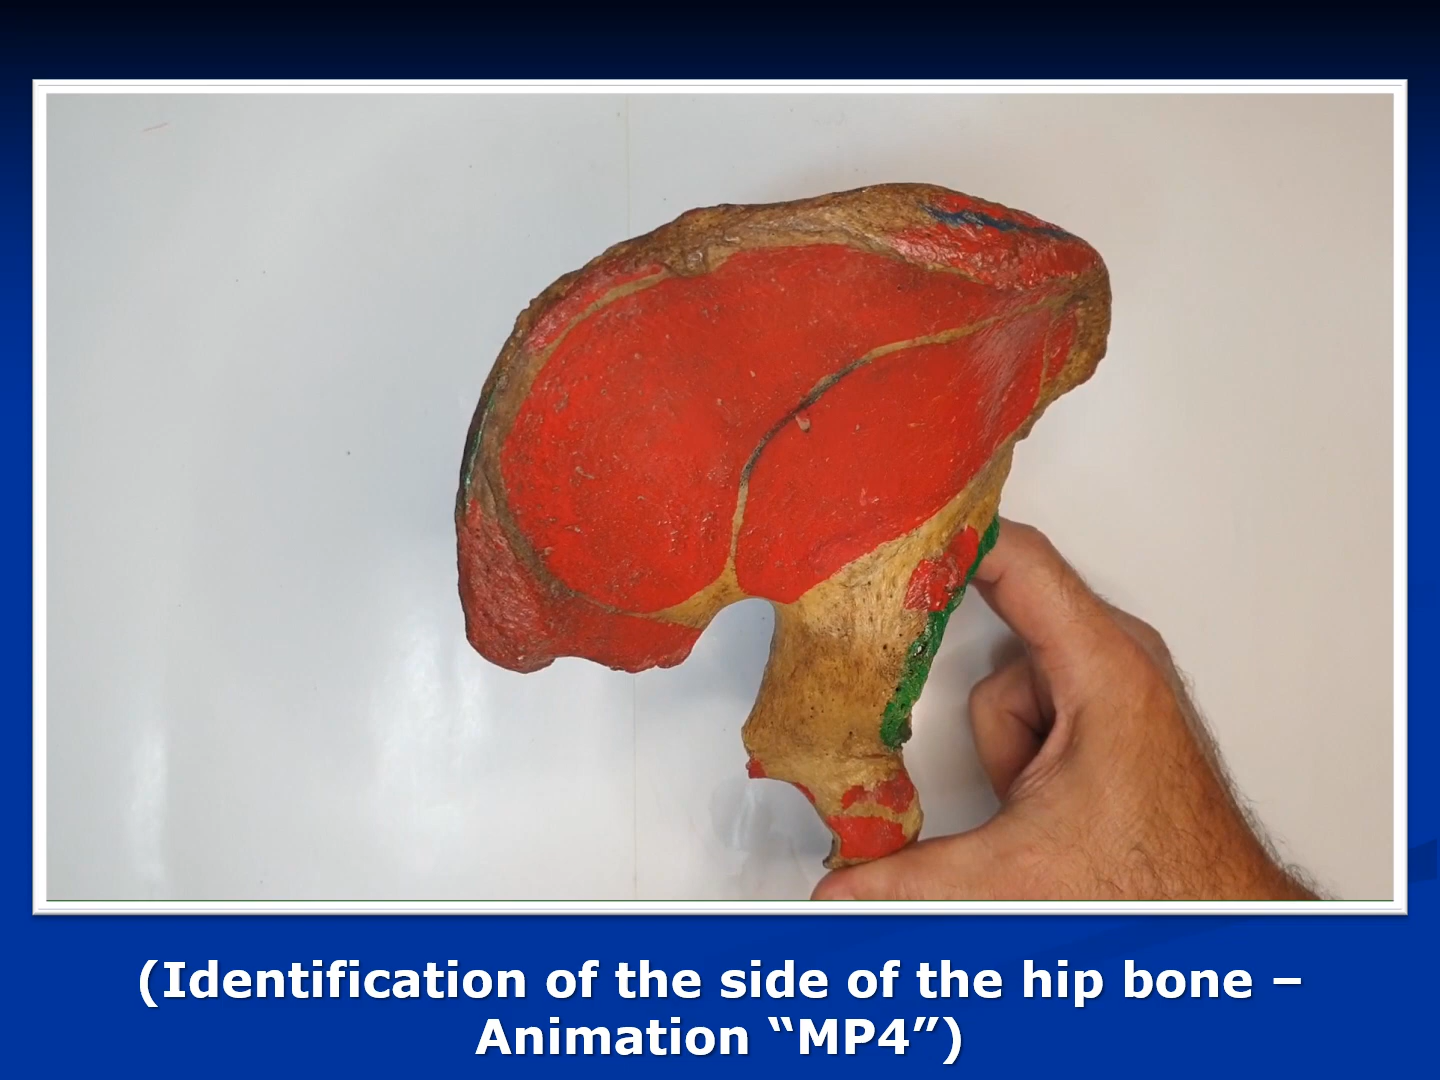 (Identification of the side of the hip bone –
Animation “MP4”)